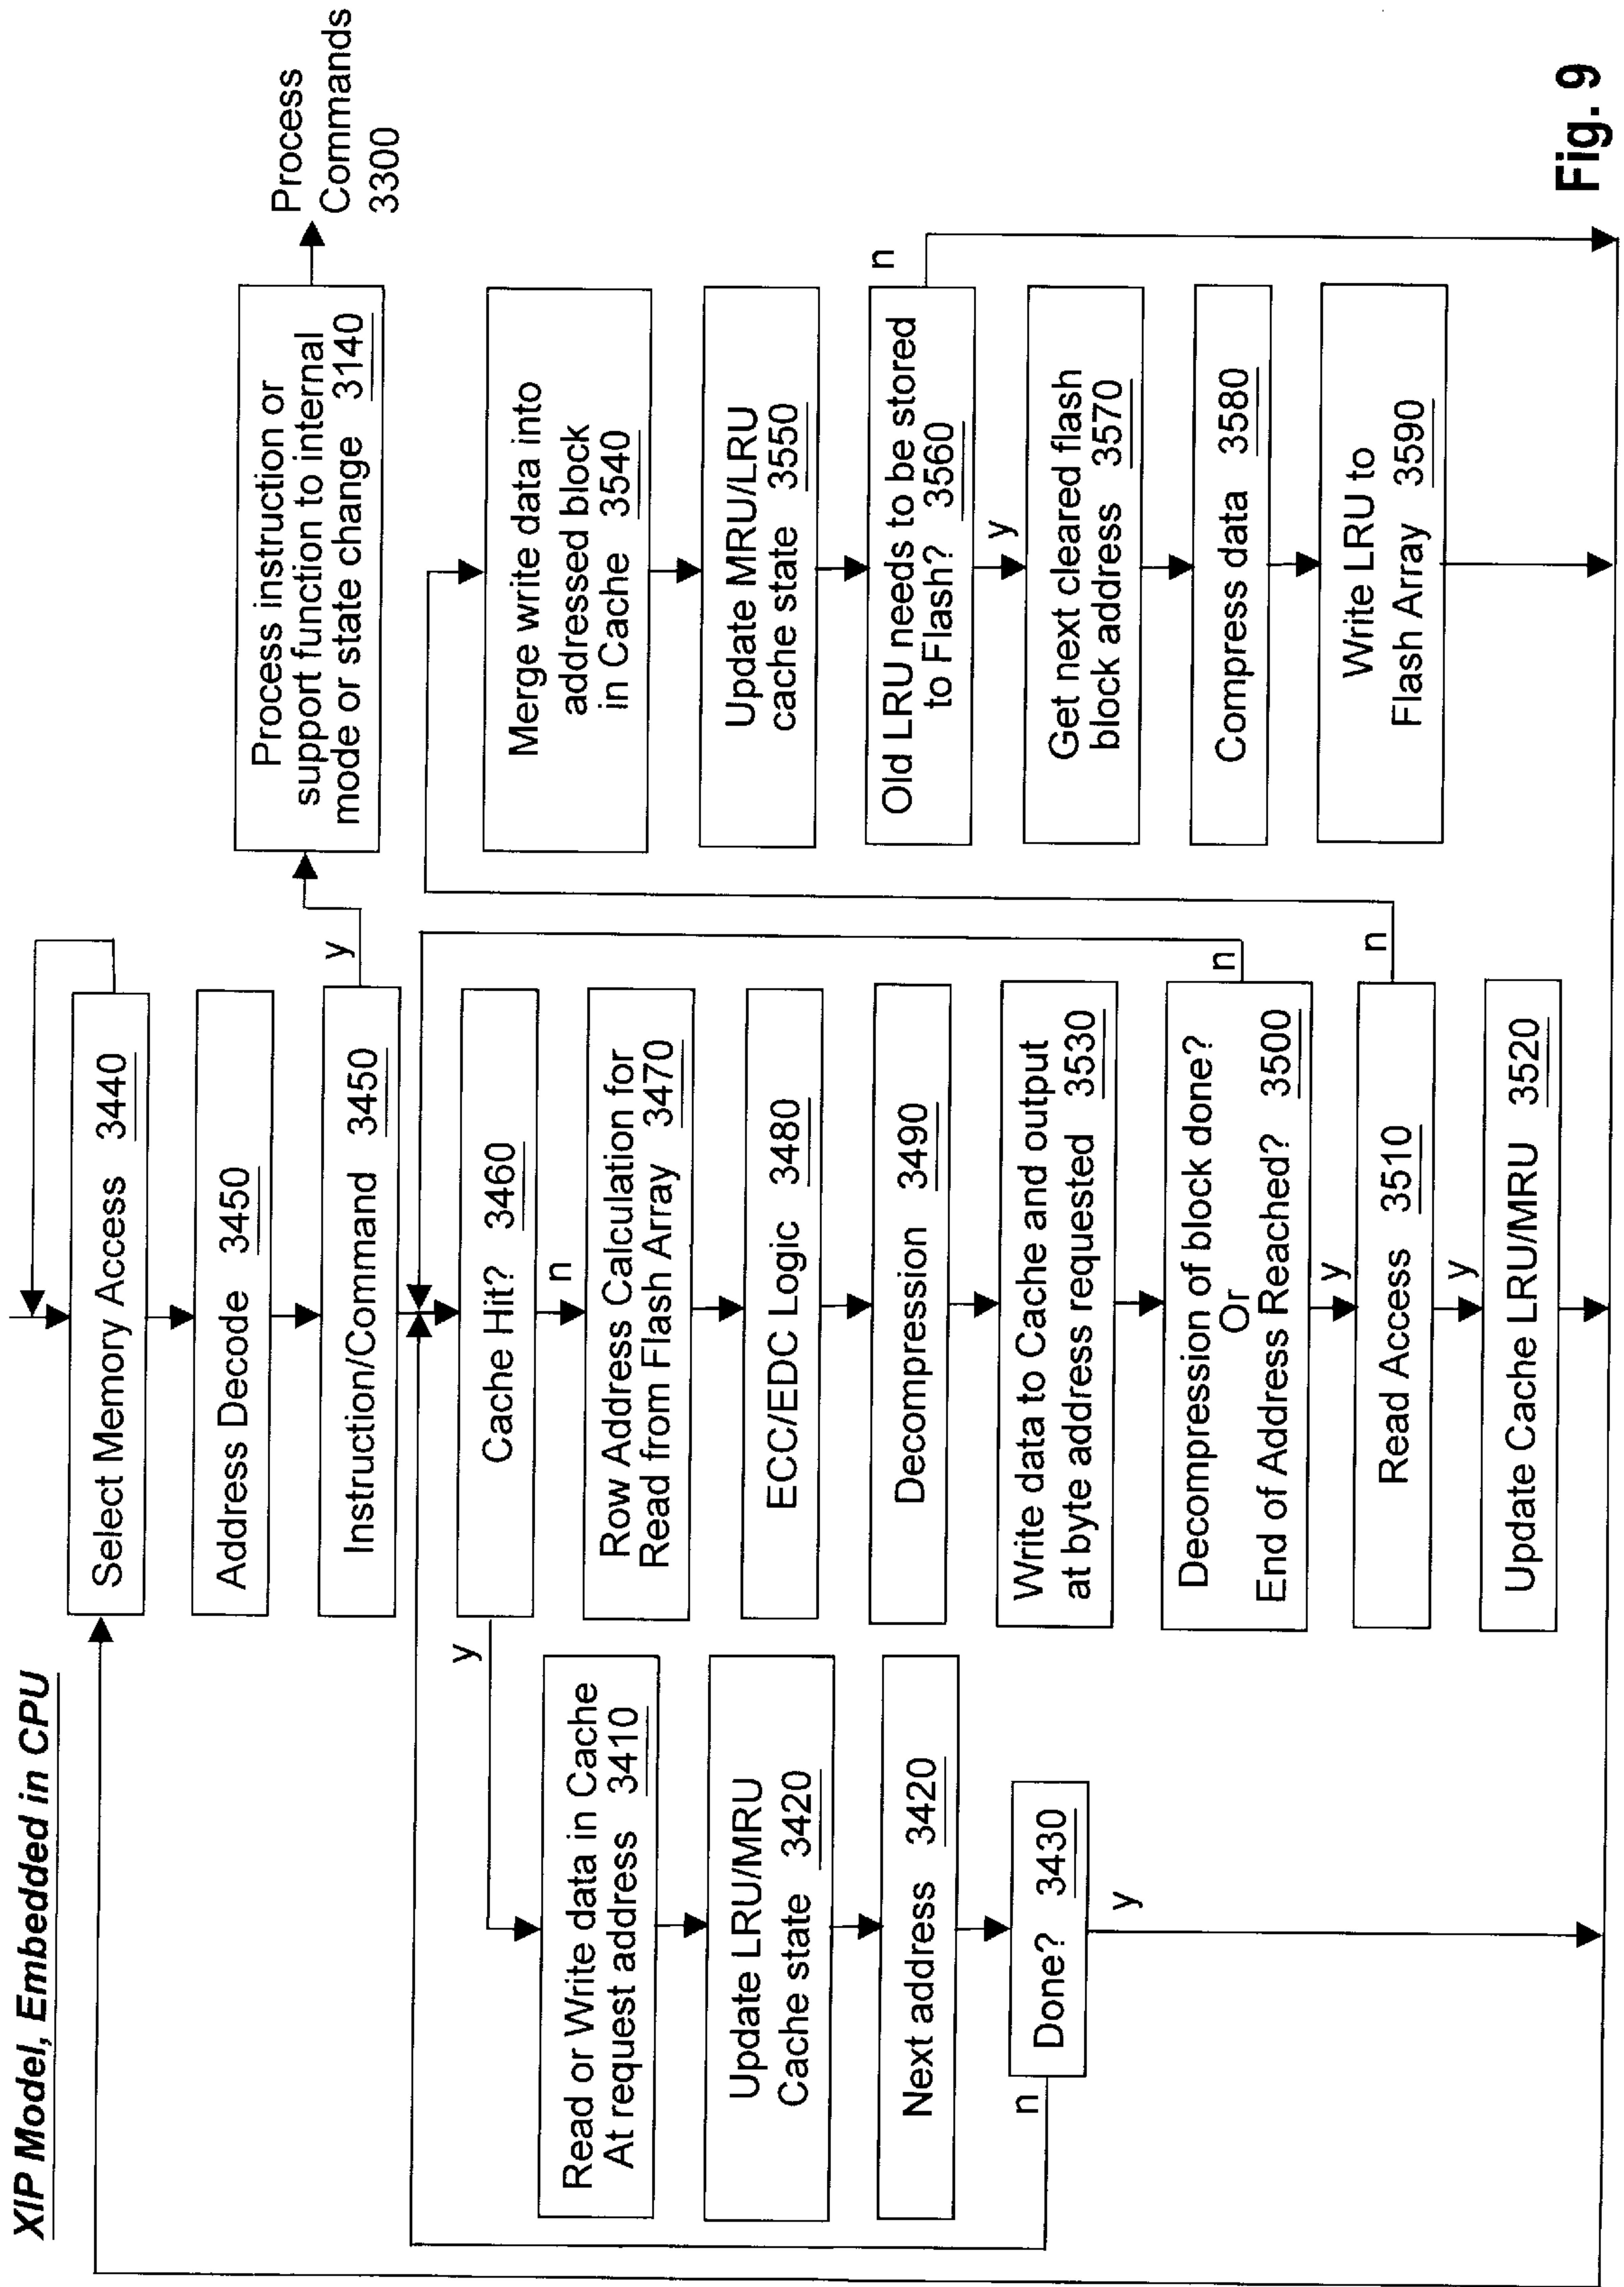 XIP Model, Embedded in CPU
Select Memory Access 3440
Address Decode 3450
Instruction/Command 3450
y
Process instruction or
support function to internal
mode or state change 3140
Process
Commands
3300
Cache Hit? 3460
y
n
Read or Write data in Cache
At request address 3410
Update LRU/MRU
Cache state 3420
Next address 3420
Done? 3430
n
y
Row Address Calculation for
Read from Flash Array 3470
ECC/EDC Logic 3480
Decompression 3490
Write data to Cache and output
at byte address requested 3530
Decompression of block done?
Or
End of Address Reached? 3500
n
y
Read Access 3510
n
y
Update Cache LRU/MRU 3520
Merge write data into
addressed block
in Cache 3540
Update MRU/LRU
cache state 3550
Old LRU needs to be stored
to Flash? 3560
n
y
Get next cleared flash
block address 3570
Compress data 3580
Write LRU to
Flash Array 3590
Fig. 9